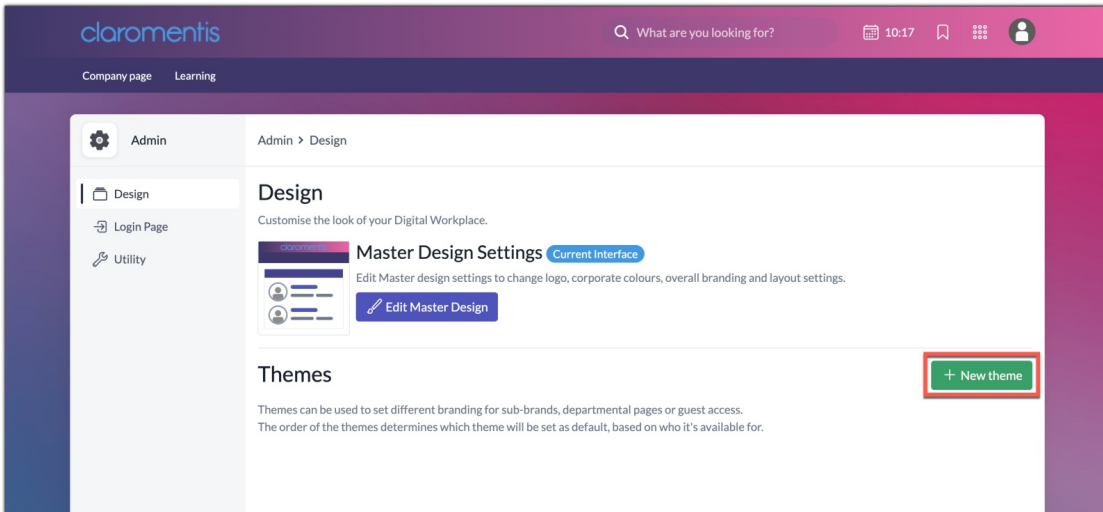 claromentis
What are you looking for?
10:17
Company page Learning
Admin
Admin > Design
Design
Login Page
Utility
Design
Customise the look of your Digital Workplace.
claromentis
Master Design Settings Current Interface
Edit Master design settings to change logo, corporate colours, overall branding and layout settings.
Edit Master Design
Themes
+ New theme
Themes can be used to set different branding for sub-brands, departmental pages or guest access.
The order of the themes determines which theme will be set as default, based on who it's available for.